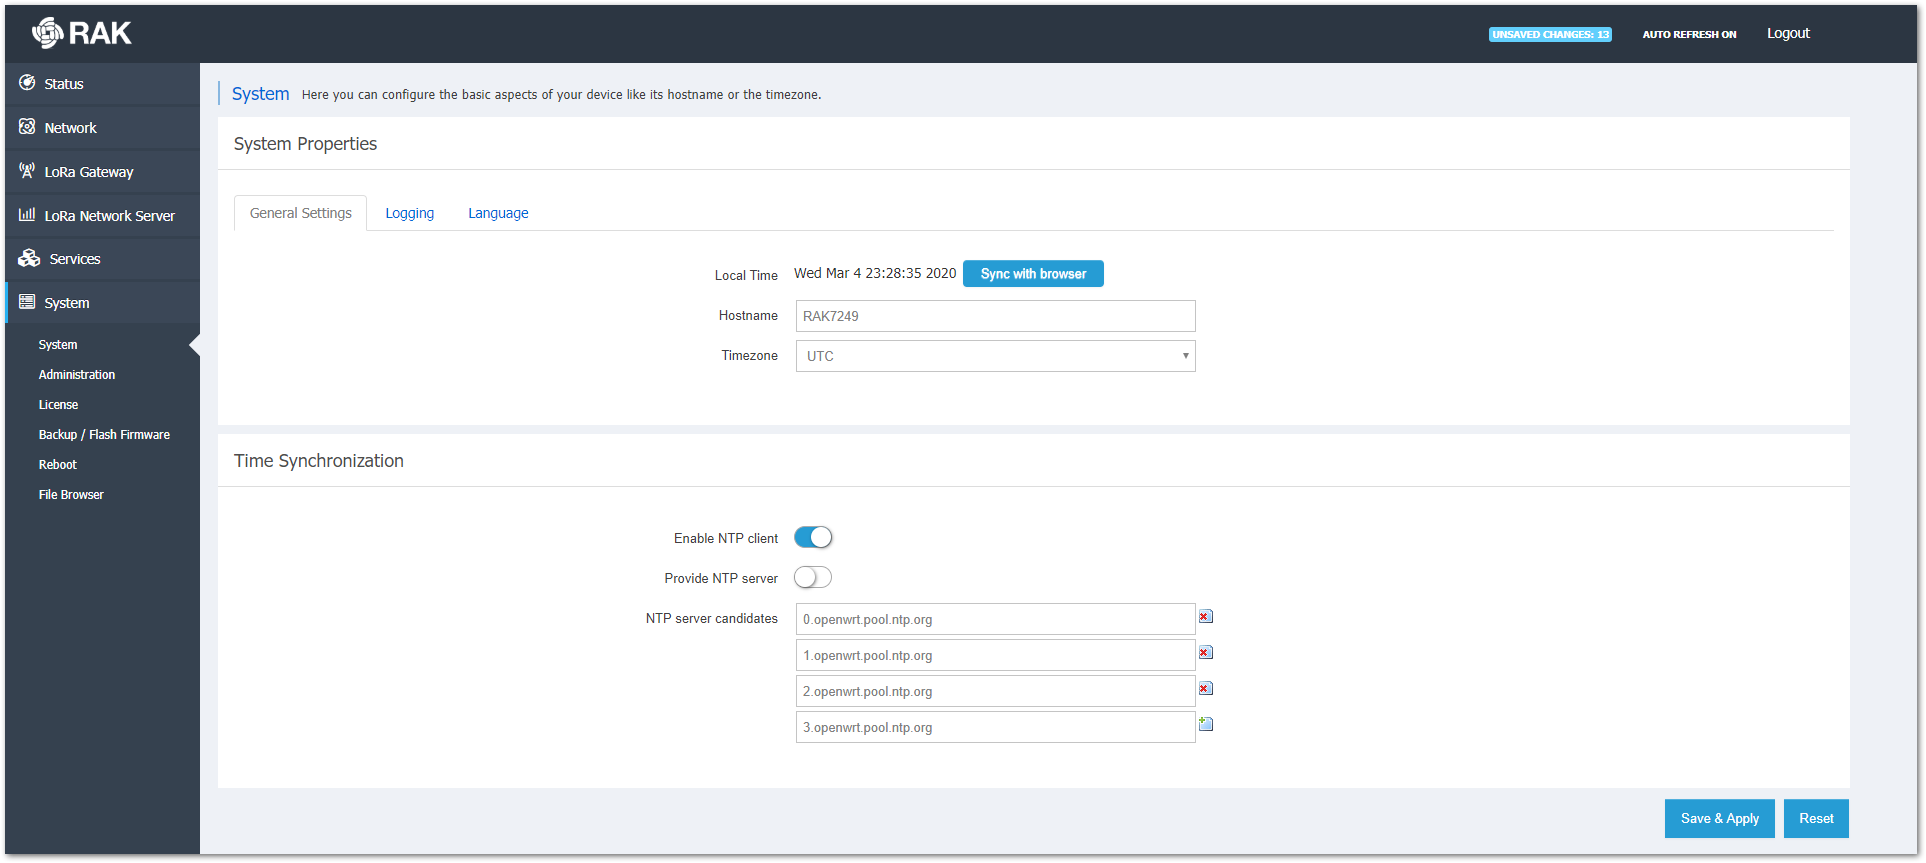 RAK
UNSAVED CHANGES: 13
AUTO REFRESH ON
Logout
Status
Network
LoRa Gateway
LoRa Network Server
Services
System
System
Administration
License
Backup / Flash Firmware
Reboot
File Browser
System Here you can configure the basic aspects of your device like its hostname or the timezone.
System Properties
General Settings Logging Language
Local Time Wed Mar 4 23:28:35 2020 Sync with browser
Hostname RAK7249
Timezone UTC
Time Synchronization
Enable NTP client
Provide NTP server
NTP server candidates 0.openwrt.pool.ntp.org
1.openwrt.pool.ntp.org
2.openwrt.pool.ntp.org
3.openwrt.pool.ntp.org
Save & Apply Reset